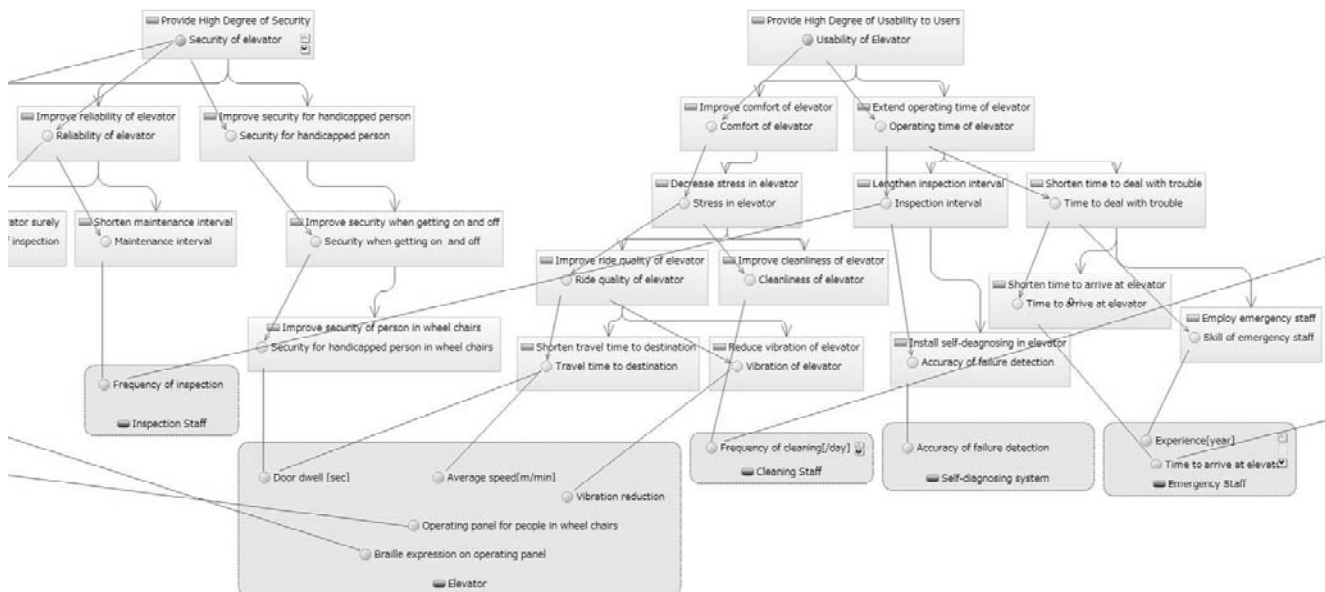 Provide High Degree of Security
Security of elevator
Provide High Degree of Usability to Users
Usability of Elevator
Improve reliability of elevator
Reliability of elevator
Improve security for handicapped person
Security for handicapped person
Improve comfort of elevator
Comfort of elevator
Extend operating time of elevator
Operating time of elevator
ator surely
f inspection
Shorten maintenance interval
Maintenance interval
Improve security when getting on and off
Security when getting on and off
Decrease stress in elevator
Stress in elevator
Lengthen inspection interval
Inspection interval
Shorten time to deal with trouble
Time to deal with trouble
Improve ride quality of elevator
Ride quality of elevator
Improve cleanliness of elevator
Cleanliness of elevator
Shorten time to arrive at elevator
Time to arrive at elevator
Employ emergency staff
Skill of emergency staff
Improve security of person in wheel chairs
Security for handicapped person in wheel chairs
Shorten travel time to destination
Travel time to destination
Reduce vibration of elevator
Vibration of elevator
Install self-deagnosing in elevator
Accuracy of failure detection
Frequency of inspection
Inspection Staff
Door dwell [sec]
Average speed[m/min]
Vibration reduction
Operating panel for people in wheel chairs
Braille expression on operating panel
Elevator
Frequency of cleaning[/day]
Cleaning Staff
Accuracy of failure detection
Self-diagnosing system
Experience[year]
Time to arrive at elevato
Emergency Staff